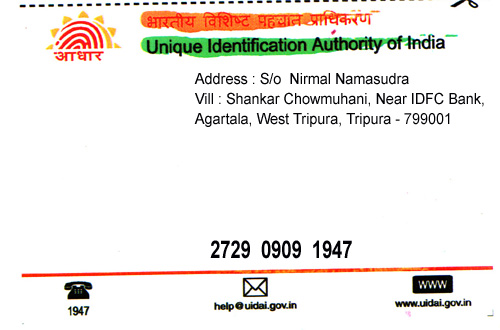 भारतीय विशिष्ट पहचान प्राधिकरण
Unique Identification Authority of India
आधार
Address : S/o Nirmal Namasudra
Vill : Shankar Chowmuhani, Near IDFC Bank,
Agartala, West Tripura, Tripura - 799001
2729 0909 1947
1947
help@uidai.gov.in
WWW
www.uidai.gov.in